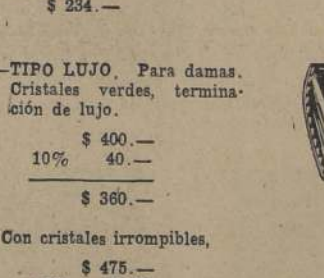 $ 234.—
—TIPO LUJO, Para damas.
Cristales verdes, termina-
ción de lujo.
$ 400.—
10% 40.—
$ 360.—
Con cristales irrompibles,
$ 475.—